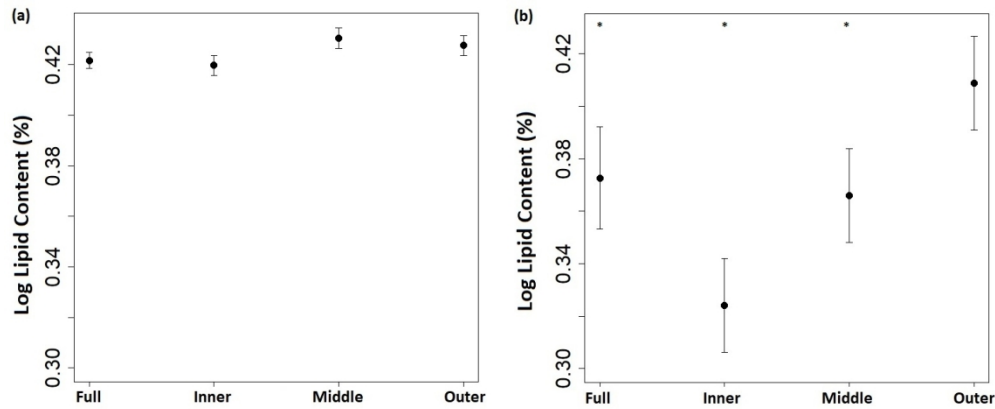 (a)
Log Lipid Content (%)
0.42
0.38
0.34
0.30
Full Inner Middle Outer
(b)
* * *
Log Lipid Content (%)
0.42
0.38
0.34
0.30
Full Inner Middle Outer